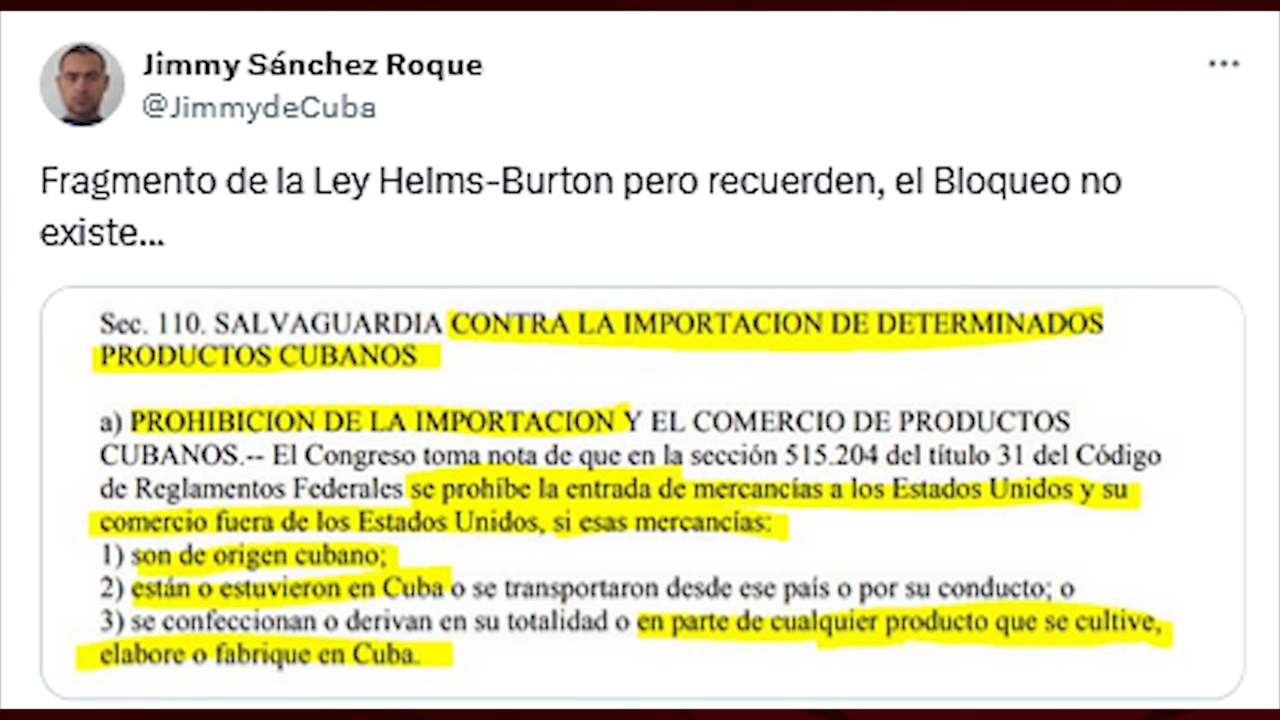 Jimmy Sánchez Roque
@JimmydeCuba
Fragmento de la Ley Helms-Burton pero recuerden, el Bloqueo no
existe...
Sec. 110. SALVAGUARDIA CONTRA LA IMPORTACION DE DETERMINADOS
PRODUCTOS CUBANOS
a) PROHIBICION DE LA IMPORTACION Y EL COMERCIO DE PRODUCTOS
CUBANOS.-- El Congreso toma nota de que en la sección 515.204 del título 31 del Código
de Reglamentos Federales se prohíbe la entrada de mercancías a los Estados Unidos y su
comercio fuera de los Estados Unidos, si esas mercancías:
1) son de origen cubano;
2) están o estuvieron en Cuba o se transportaron desde ese país o por su conducto; o
3) se confeccionan o derivan en su totalidad o en parte de cualquier producto que se cultive,
elabore o fabrique en Cuba.